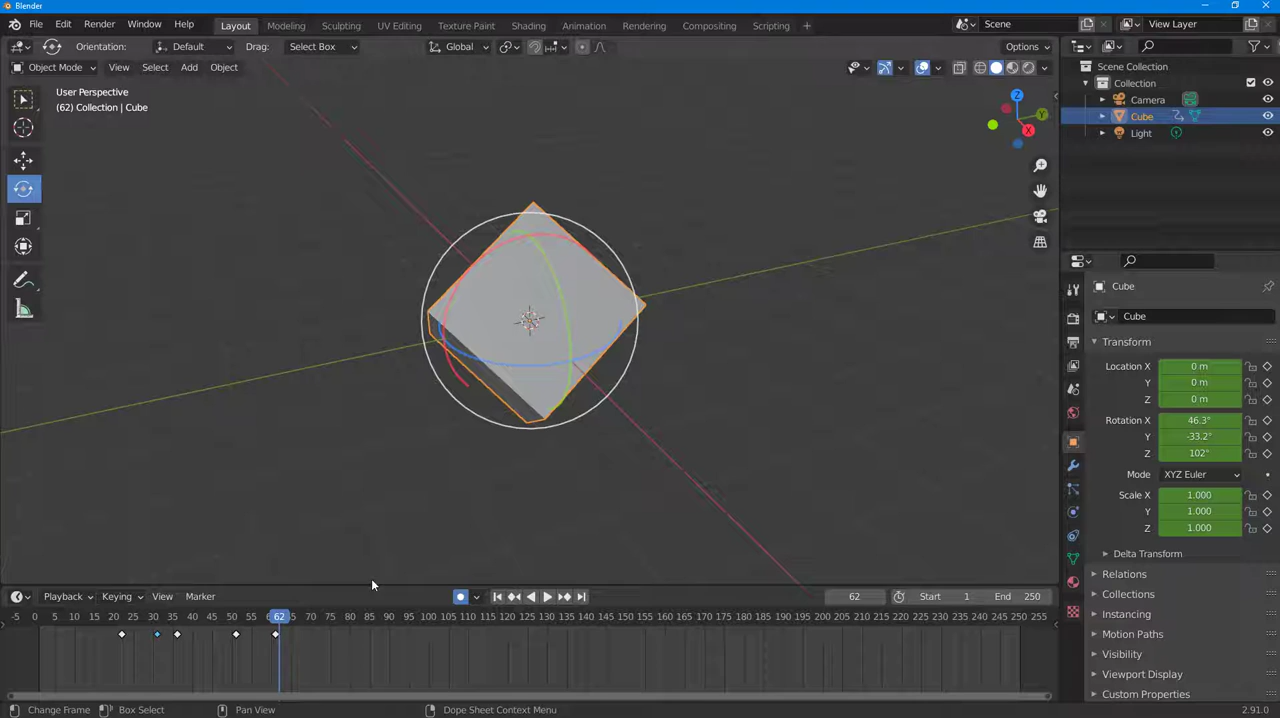 Blender
File Edit Render Window Help Layout Modeling Sculpting UV Editing Texture Paint Shading Animation Rendering Compositing Scripting + Scene View Layer
Orientation: Default Drag: Select Box Global Options
Object Mode View Select Add Object
User Perspective
(62) Collection | Cube
Z
Y
X
Scene Collection
Collection
Camera
Cube
Light
Cube
Cube
Transform
Location X 0 m
Y 0 m
Z 0 m
Rotation X 46.3°
Y -33.2°
Z 102°
Mode XYZ Euler
Scale X 1.000
Y 1.000
Z 1.000
Delta Transform
Relations
Collections
Instancing
Motion Paths
Visibility
Viewport Display
Custom Properties
Playback Keying View Marker 62 Start 1 End 250
-5 0 5 10 15 20 25 30 35 40 45 50 55 62 65 70 75 80 85 90 95 100 105 110 115 120 125 130 135 140 145 150 155 160 165 170 175 180 185 190 195 200 205 210 215 220 225 230 235 240 245 250 255
Change Frame Box Select Pan View Dope Sheet Context Menu 2.91.0